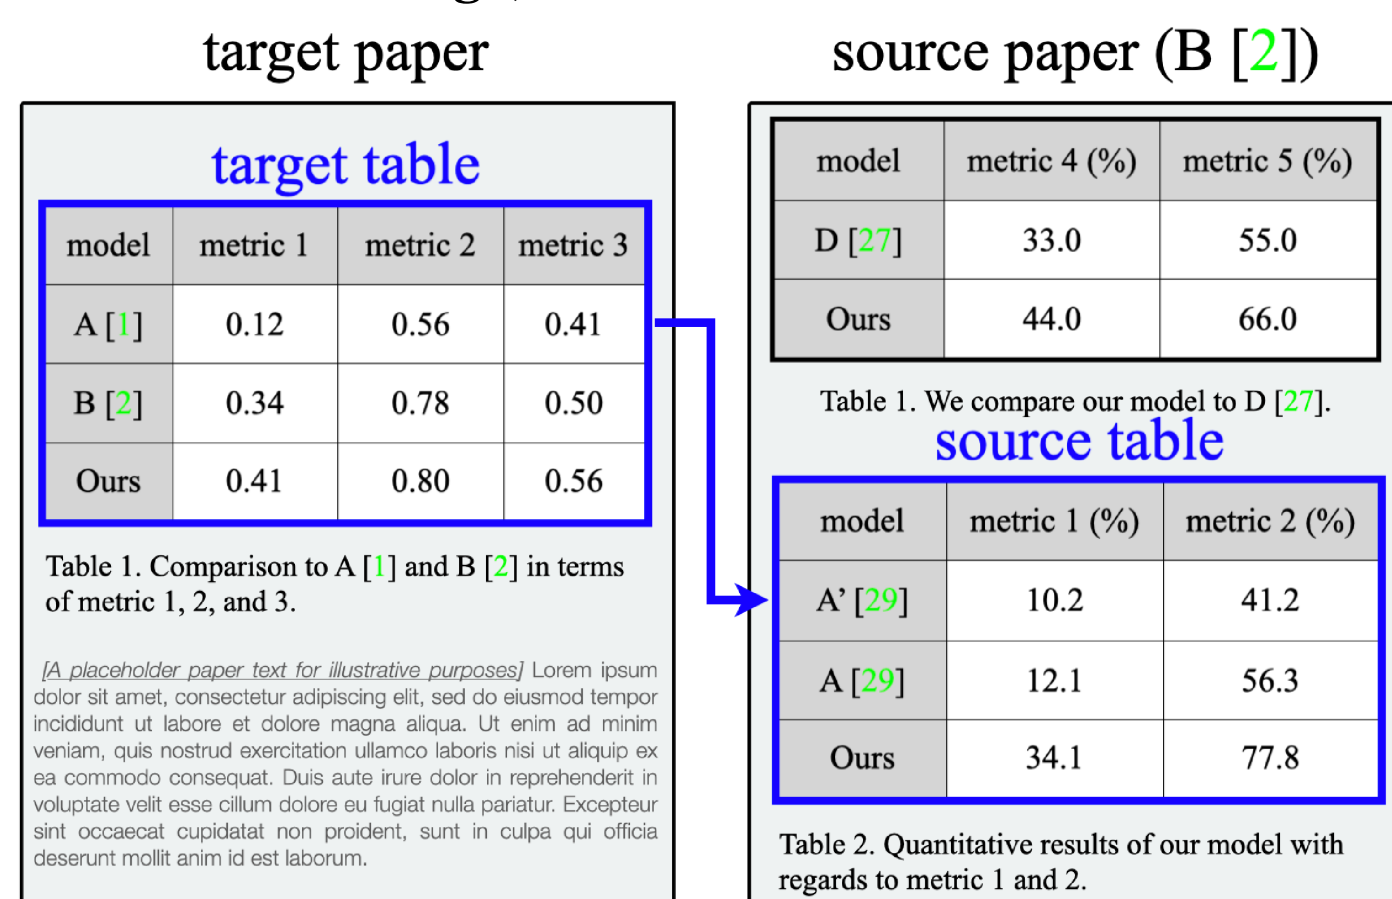 target paper
target table
model metric 1 metric 2 metric 3
A [1] 0.12 0.56 0.41
B [2] 0.34 0.78 0.50
Ours 0.41 0.80 0.56
Table 1. Comparison to A [1] and B [2] in terms
of metric 1, 2, and 3.
[A placeholder paper text for illustrative purposes] Lorem ipsum
dolor sit amet, consectetur adipiscing elit, sed do eiusmod tempor
incididunt ut labore et dolore magna aliqua. Ut enim ad minim
veniam, quis nostrud exercitation ullamco laboris nisi ut aliquip ex
ea commodo consequat. Duis aute irure dolor in reprehenderit in
voluptate velit esse cillum dolore eu fugiat nulla pariatur. Excepteur
sint occaecat cupidatat non proident, sunt in culpa qui officia
deserunt mollit anim id est laborum.
source paper (B [2])
model metric 4 (%) metric 5 (%)
D [27] 33.0 55.0
Ours 44.0 66.0
Table 1. We compare our model to D [27].
source table
model metric 1 (%) metric 2 (%)
A’ [29] 10.2 41.2
A [29] 12.1 56.3
Ours 34.1 77.8
Table 2. Quantitative results of our model with
regards to metric 1 and 2.